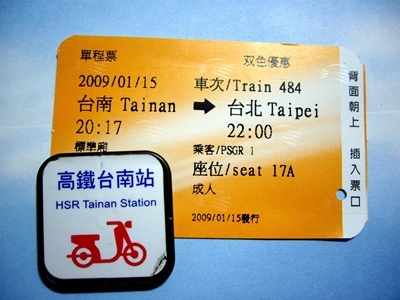 單程票 双色優惠
2009/01/15 車次/Train 484
台南 Tainan → 台北 Taipei
20:17 22:00
標準廂 乘客/PSGR 1
座位/seat 17A
成人
2009/01/15發行
背面朝上 插入票口
高鐵台南站
HSR Tainan Station